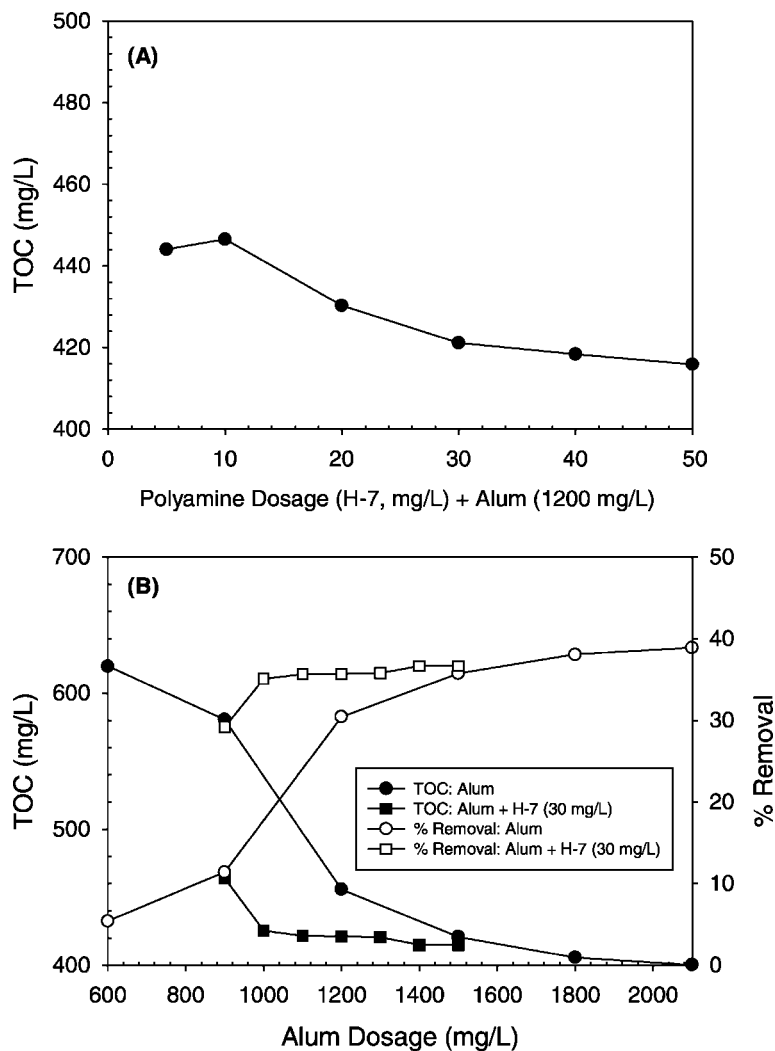 (A)
TOC (mg/L)
500
480
460
440
420
400
0 10 20 30 40 50
Polyamine Dosage (H-7, mg/L) + Alum (1200 mg/L)
(B)
TOC (mg/L)
700
600
500
400
% Removal
50
40
30
20
10
0
TOC: Alum
TOC: Alum + H-7 (30 mg/L)
% Removal: Alum
% Removal: Alum + H-7 (30 mg/L)
600 800 1000 1200 1400 1600 1800 2000
Alum Dosage (mg/L)